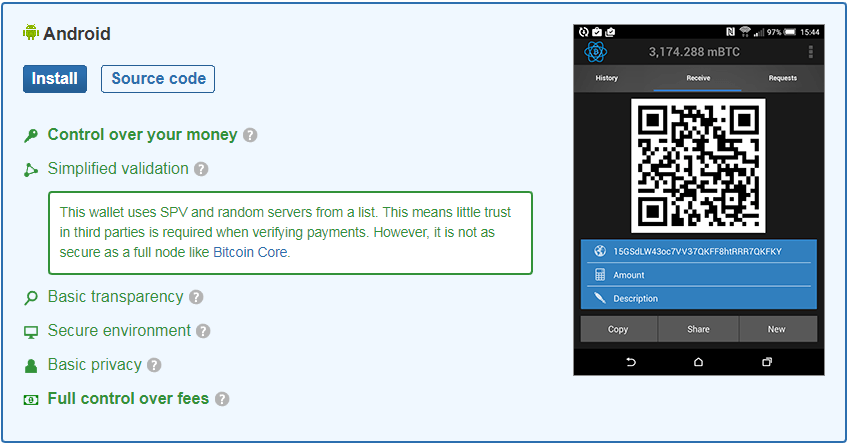 Android
Install
Source code
Control over your money ?
Simplified validation ?
This wallet uses SPV and random servers from a list. This means little trust
in third parties is required when verifying payments. However, it is not as
secure as a full node like Bitcoin Core.
Basic transparency ?
Secure environment ?
Basic privacy ?
Full control over fees ?
97% 15:44
3,174.288 mBTC
History
Receive
Requests
15GSdLW43oc7VV37QKFF8htRRR7QKFKY
Amount
Description
Copy
Share
New